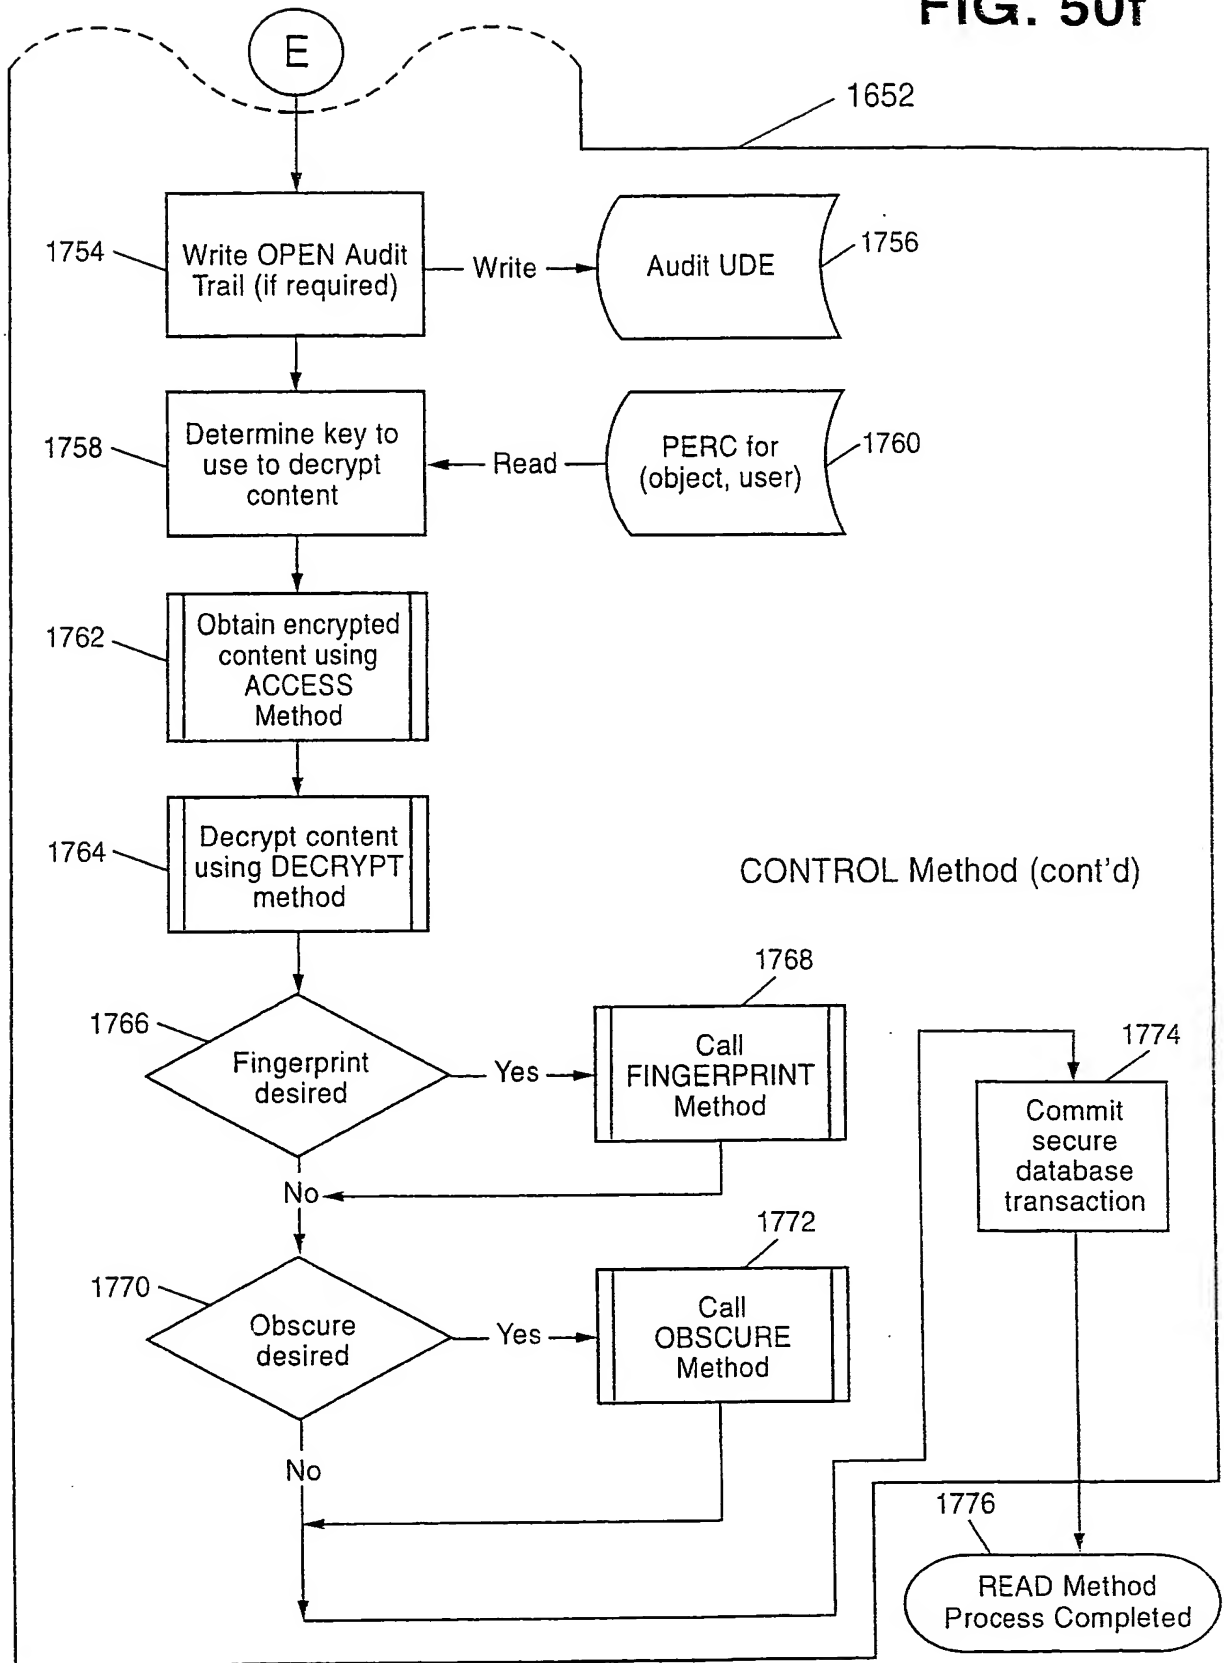 FIG. 50f
E
1652
1754
Write OPEN Audit
Trail (if required)
Write
Audit UDE
1756
1758
Determine key to
use to decrypt
content
Read
PERC for
(object, user)
1760
1762
Obtain encrypted
content using
ACCESS
Method
1764
Decrypt content
using DECRYPT
method
CONTROL Method (cont'd)
1766
Fingerprint
desired
Yes
1768
Call
FINGERPRINT
Method
No
1770
Obscure
desired
Yes
1772
Call
OBSCURE
Method
No
1774
Commit
secure
database
transaction
1776
READ Method
Process Completed